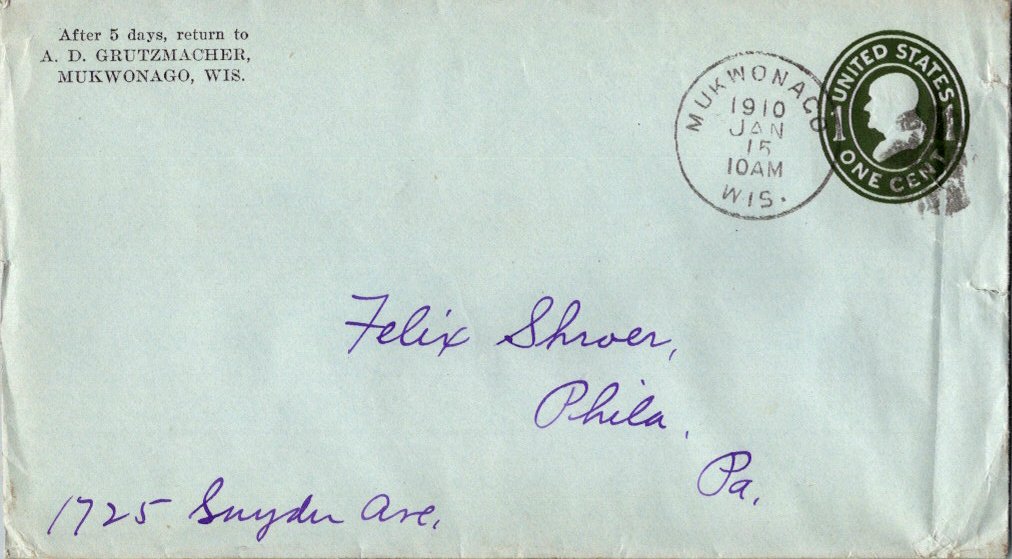 After 5 days, return to
A. D. GRUTZMACHER,
MUKWONAGO, WIS.
MUKWONAGO
1910
JAN
15
10AM
WIS.
UNITED STATES
1 1
ONE CENT
Felix Shroer,
Phila,
Pa.
1725 Snyder Ave.